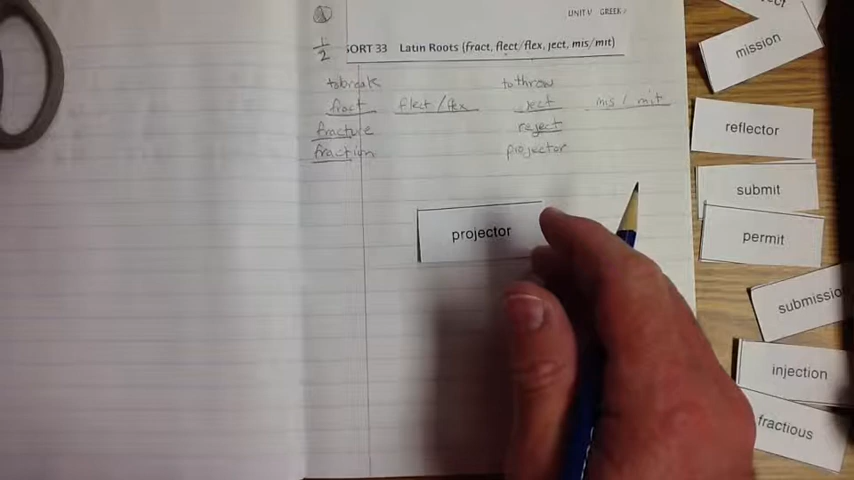 UNIT V GREEK
1/2
SORT 33 Latin Roots (fract, flect/flex, ject, mis/mit)
to break to throw
fract flect/flex ject mis / mit
fracture reject
fraction projector
projector
mission
reflector
submit
permit
submission
injection
fractious